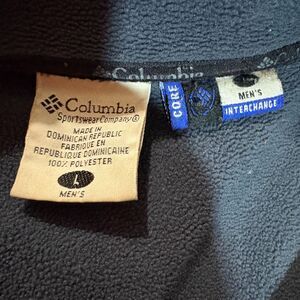 Columbia
Sportswear Company®
MADE IN
DOMINICAN REPUBLIC
FABRIQUE EN
REPUBLIQUE DOMINICAINE
100% POLYESTER
L
MEN'S
Columbia
CORE
MEN'S
INTERCHANGE